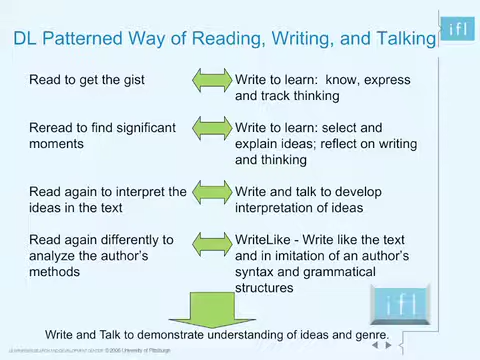 DL Patterned Way of Reading, Writing, and Talking
ifl
Read to get the gist
Write to learn:  know, express
and track thinking
Reread to find significant
moments
Write to learn: select and
explain ideas; reflect on writing
and thinking
Read again to interpret the
ideas in the text
Write and talk to develop
interpretation of ideas
Read again differently to
analyze the author's
methods
WriteLike - Write like the text
and in imitation of an author's
syntax and grammatical
structures
ifl
Write and Talk to demonstrate understanding of ideas and genre.
© 2006 University of Pittsburgh